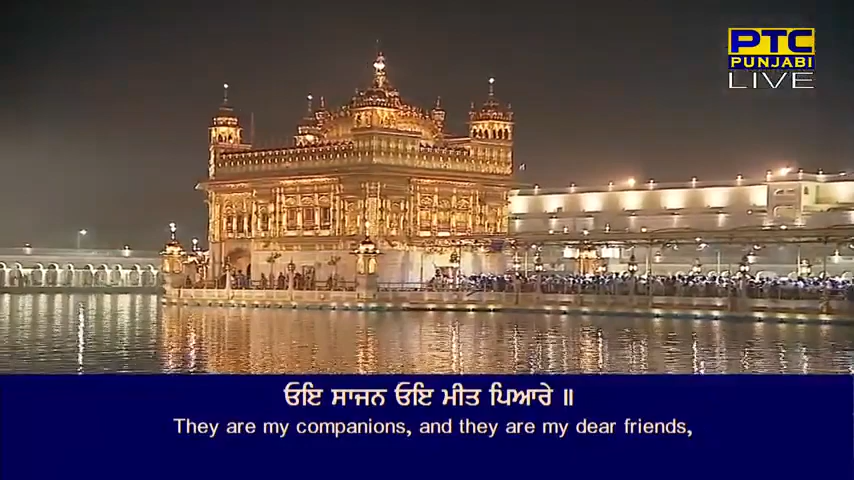 PTC
PUNJABI
LIVE
ਓਇ ਸਾਜਨ ਓਇ ਮੀਤ ਪਿਆਰੇ ॥
They are my companions, and they are my dear friends,